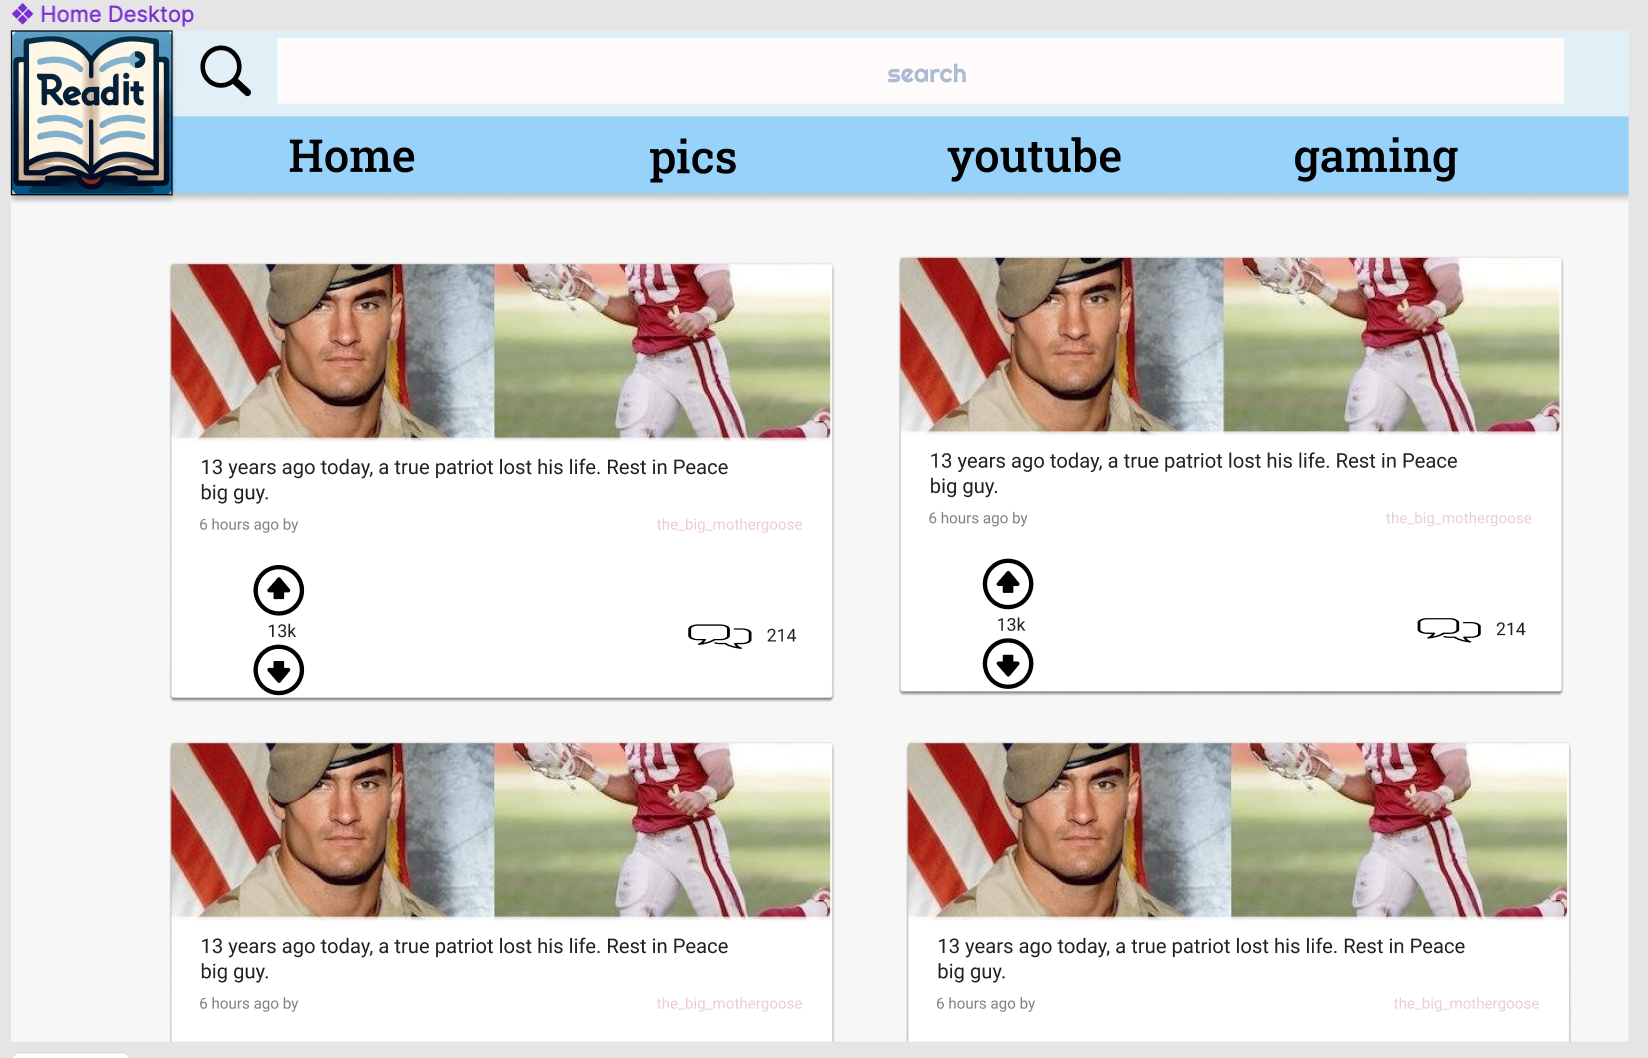 Home Desktop
Readit
search
Home
pics
youtube
gaming
13 years ago today, a true patriot lost his life. Rest in Peace
big guy.
6 hours ago by
the_big_mothergoose
13k
214
13 years ago today, a true patriot lost his life. Rest in Peace
big guy.
6 hours ago by
the_big_mothergoose
13k
214
13 years ago today, a true patriot lost his life. Rest in Peace
big guy.
6 hours ago by
the_big_mothergoose
13 years ago today, a true patriot lost his life. Rest in Peace
big guy.
6 hours ago by
the_big_mothergoose